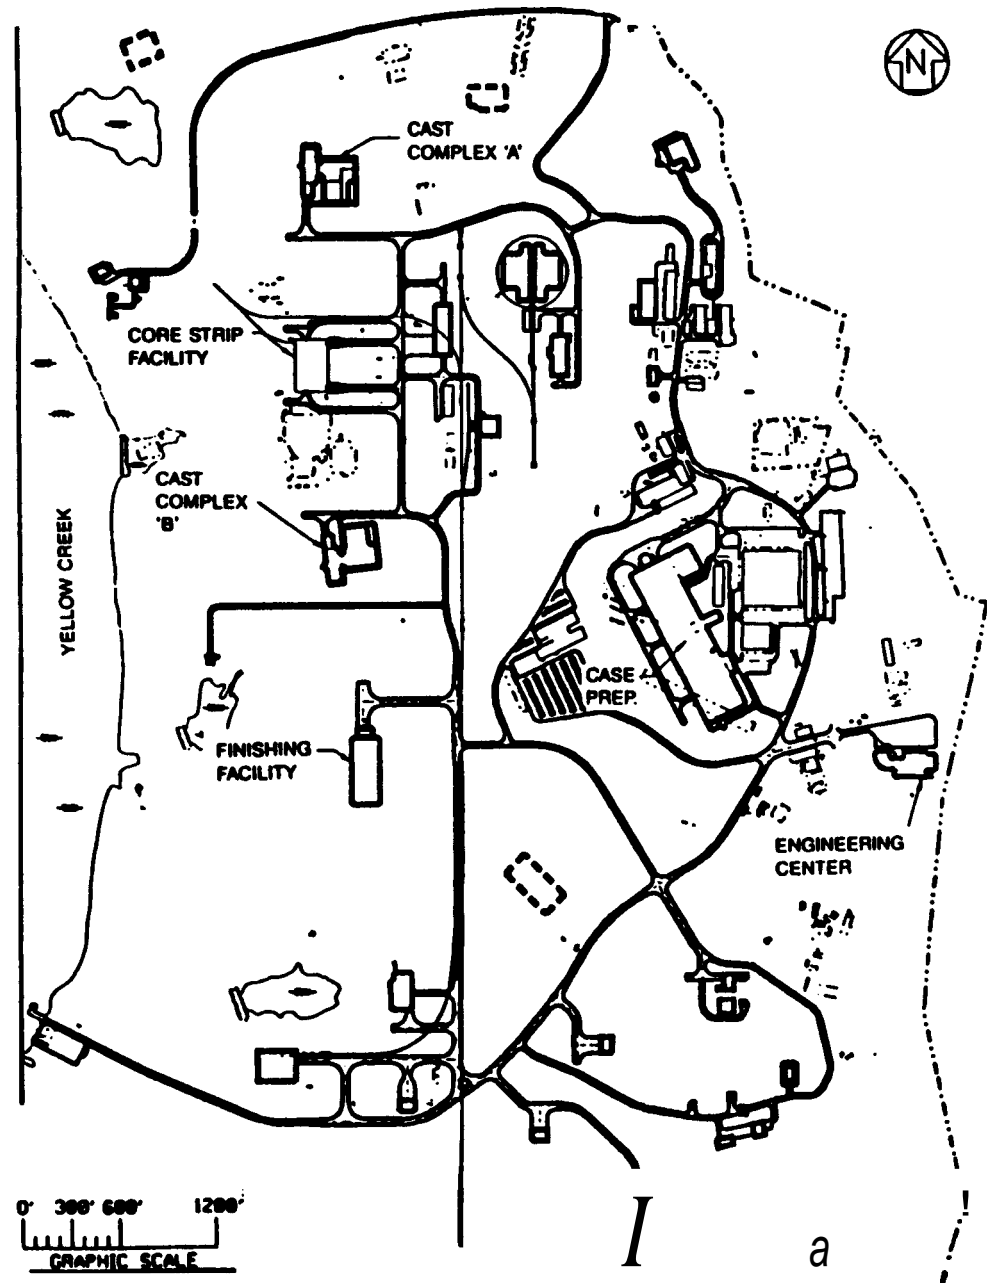 N
CAST
COMPLEX 'A'
CORE STRIP
FACILITY
CAST
COMPLEX
'B'
YELLOW CREEK
CASE
PREP.
FINISHING
FACILITY
ENGINEERING
CENTER
0' 300' 600' 1200'
GRAPHIC SCALE
I
a